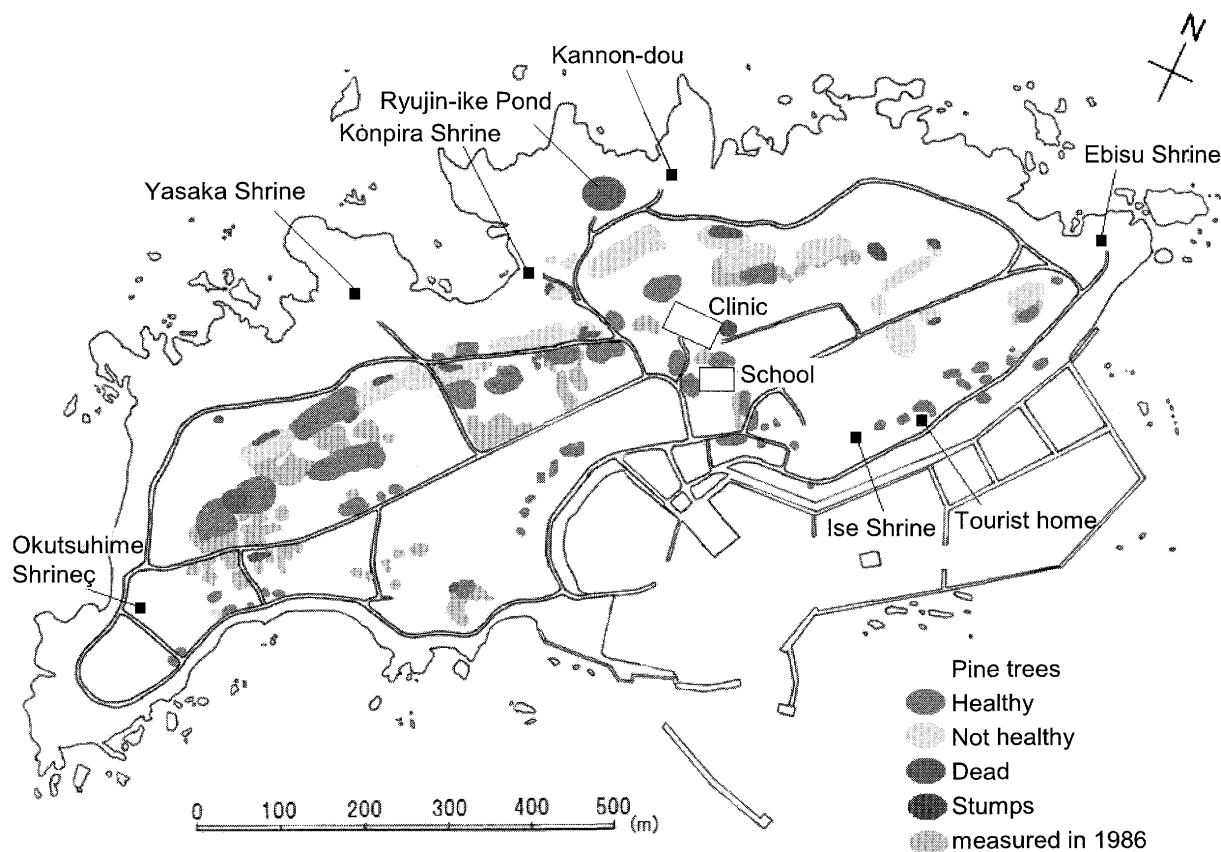 N
Kannon-dou
Ryujin-ike Pond
Konpira Shrine
Ebisu Shrine
Yasaka Shrine
Clinic
School
Ise Shrine
Tourist home
Okutsuhime
Shrineç
Pine trees
Healthy
Not healthy
Dead
Stumps
measured in 1986
0 100 200 300 400 500
(m)